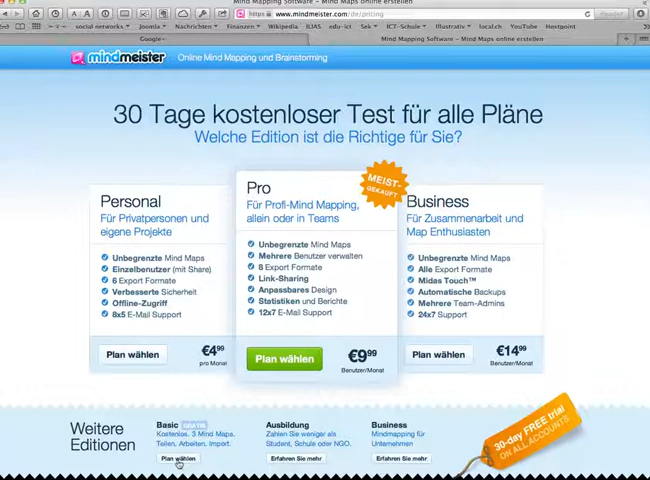 Mind Mapping Software - Mind Maps online erstellen
https www.mindmeister.com/de/pricing
Reader
social networks Joomla Nachrichten Finanzen Wikipedia RIBAS edu-ict Sek ICT-Schule Illustrativ local.ch YouTube Hostpoint
Google
Mind Mapping Software - Mind Maps online erstellen
mindmeister Online Mind Mapping und Brainstorming
30 Tage kostenloser Test für alle Pläne
Welche Edition ist die Richtige für Sie?
Personal
Für Privatpersonen und
eigene Projekte
Unbegrenzte Mind Maps
Einzelbenutzer (mit Share)
6 Export Formate
Verbesserte Sicherheit
Offline-Zugriff
8x5 E-Mail Support
Plan wählen
€4.99
pro Monat
Pro
Für Profi-Mind Mapping,
allein oder in Teams
MEIST-
GEKAUFT
Unbegrenzte Mind Maps
Mehrere Benutzer verwalten
8 Export Formate
Link-Sharing
Anpassbares Design
Statistiken und Berichte
12x7 E-Mail Support
Plan wählen
€9.99
Benutzer/Monat
Business
Für Zusammenarbeit und
Map Enthusiasten
Unbegrenzte Mind Maps
Alle Export Formate
Midas Touch™
Automatische Backups
Mehrere Team-Admins
24x7 Support
Plan wählen
€14.99
Benutzer/Monat
Weitere
Editionen
Basic GRATIS
Kostenlos. 3 Mind Maps.
Teilen, Arbeiten, Import.
Plan wählen
Ausbildung
Zahlen Sie weniger als
Student, Schule oder NGO.
Erfahren Sie mehr
Business
Mindmapping für
Unternehmen
Erfahren Sie mehr
30-day FREE trial
ON ALL ACCOUNTS